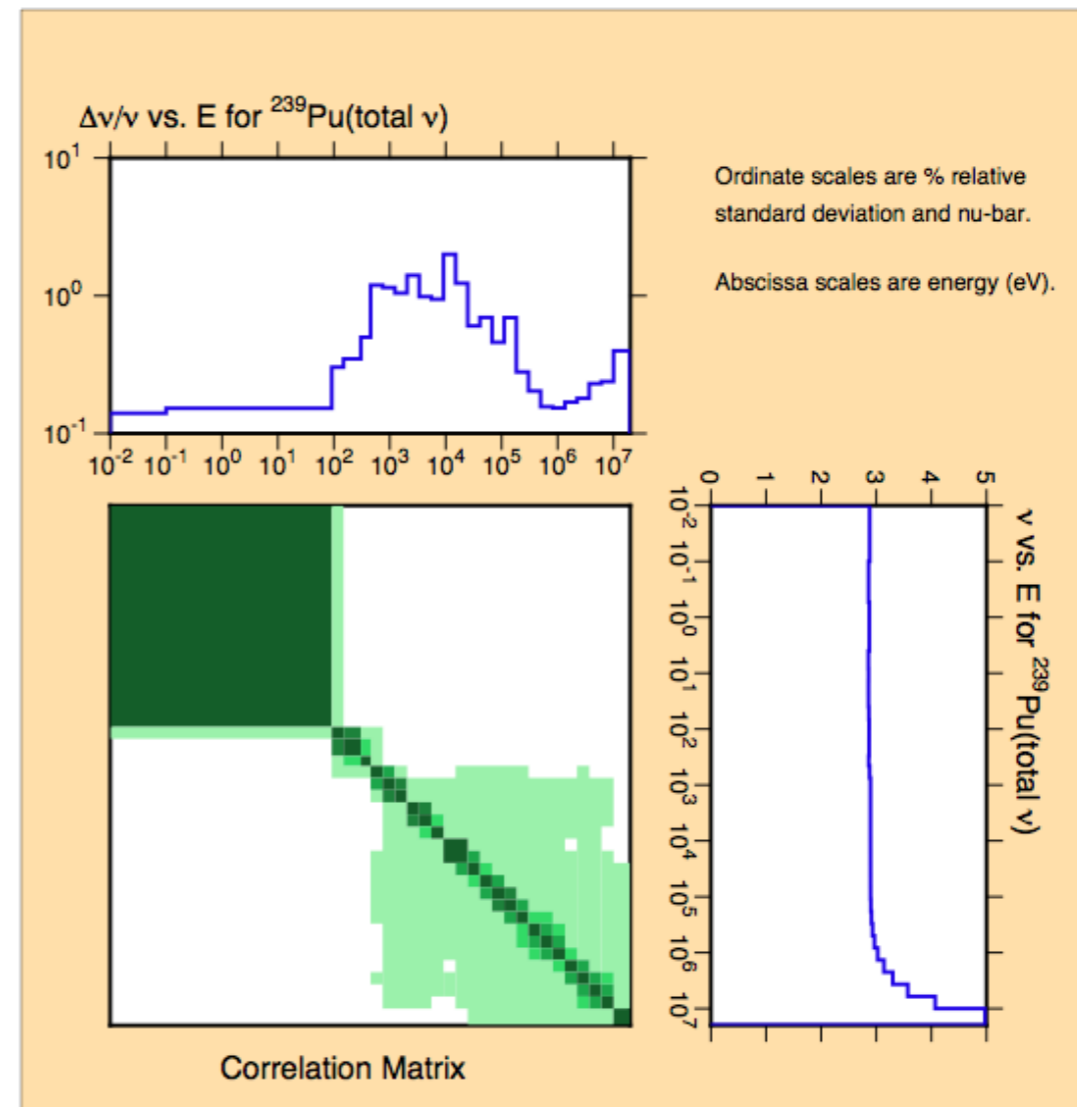 Δν/ν vs. E for ²³⁹Pu(total ν)
10¹
10⁰
10⁻¹
10⁻² 10⁻¹ 10⁰ 10¹ 10² 10³ 10⁴ 10⁵ 10⁶ 10⁷
Ordinate scales are % relative
standard deviation and nu-bar.
Abscissa scales are energy (eV).
0 1 2 3 4 5
10⁻² 10⁻¹ 10⁰ 10¹ 10² 10³ 10⁴ 10⁵ 10⁶ 10⁷
ν vs. E for ²³⁹Pu(total ν)
Correlation Matrix